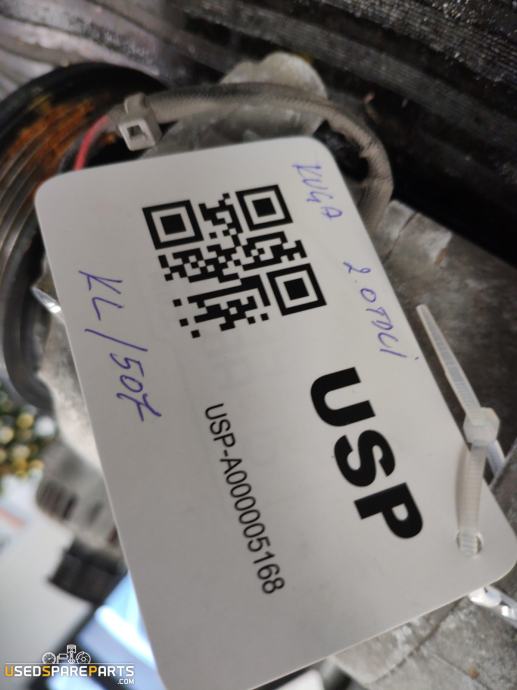 KUGA 2.0TDCi
USP
USP-A000005168
KL/507
USEDSPAREPARTS.COM